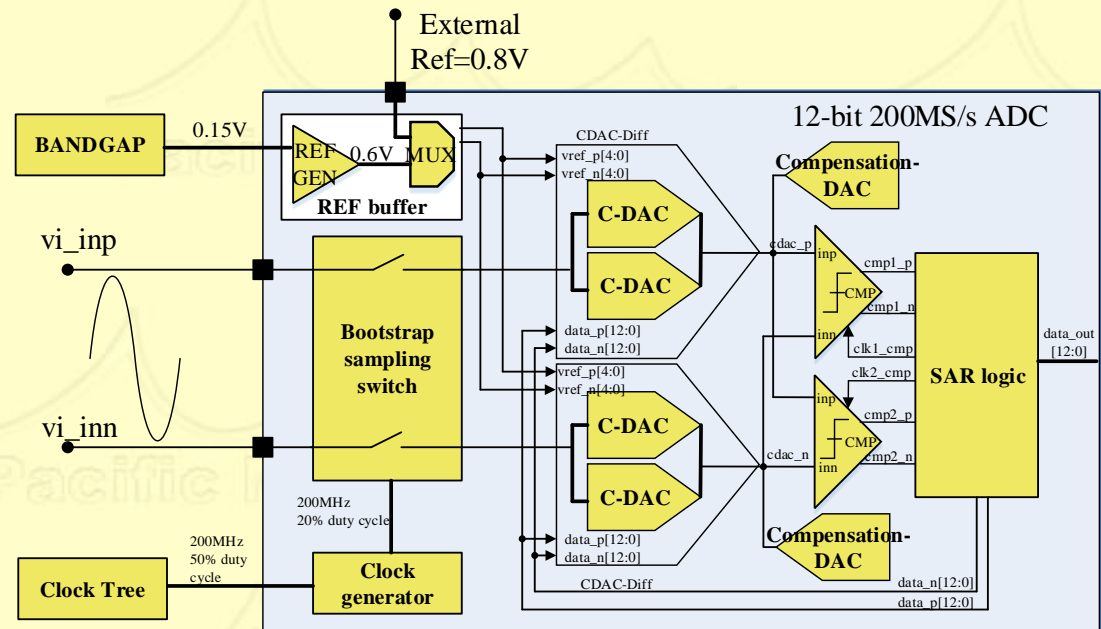 External
Ref=0.8V
12-bit 200MS/s ADC
BANDGAP
0.15V
REF
GEN
0.6V
MUX
REF buffer
CDAC-Diff
vref_p[4:0]
vref_n[4:0]
C-DAC
C-DAC
data_p[12:0]
data_n[12:0]
Compensation-
DAC
vi_inp
vi_inn
Bootstrap
sampling
switch
cdac_p
inp
CMP
inn
cmp1_p
cmp1_n
clk1_cmp
clk2_cmp
cmp2_p
cmp2_n
SAR logic
data_out
[12:0]
vref_p[4:0]
vref_n[4:0]
C-DAC
C-DAC
cdac_n
inp
CMP
inn
data_p[12:0]
data_n[12:0]
CDAC-Diff
Compensation-
DAC
200MHz
20% duty cycle
200MHz
50% duty
cycle
Clock Tree
Clock
generator
data_n[12:0]
data_p[12:0]
Pacific